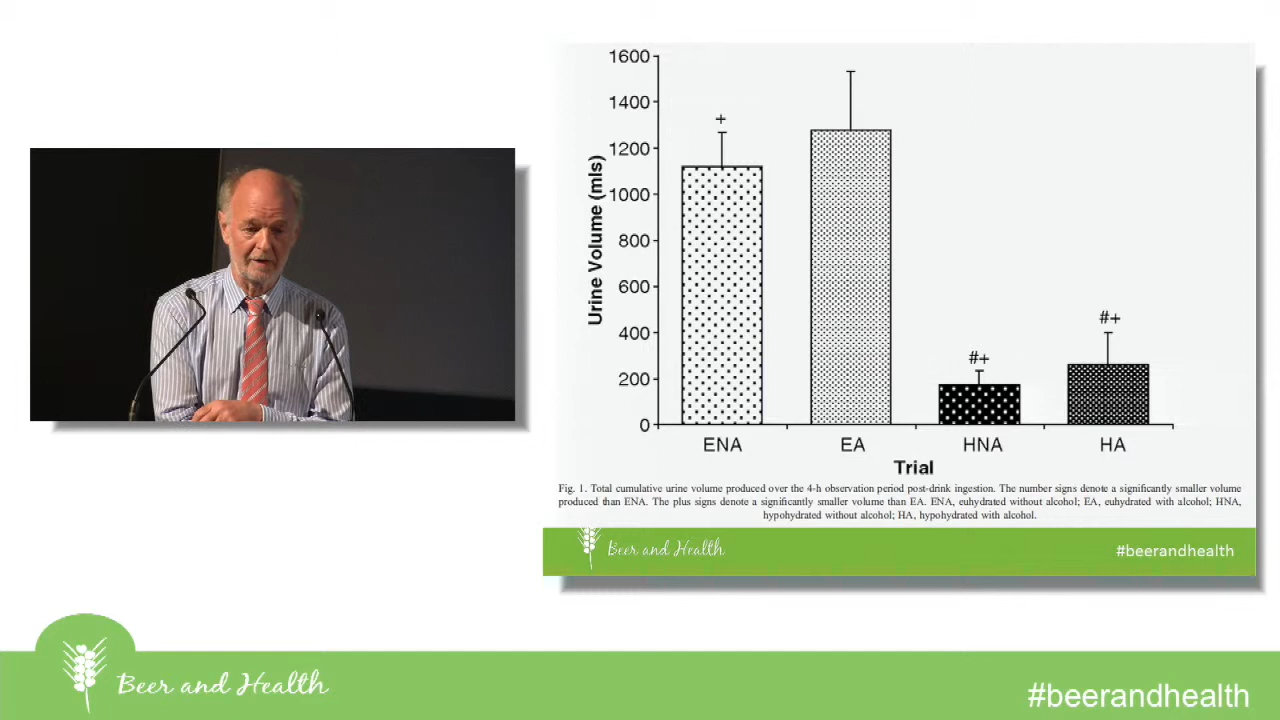 1600
1400
1200
1000
800
600
400
200
0
Urine Volume (mls)
+
#+
#+
ENA
EA
HNA
HA
Trial
Fig. 1. Total cumulative urine volume produced over the 4-h observation period post-drink ingestion. The number signs denote a significantly smaller volume
produced than ENA. The plus signs denote a significantly smaller volume than EA. ENA, euhydrated without alcohol; EA, euhydrated with alcohol; HNA,
hypohydrated without alcohol; HA, hypohydrated with alcohol.
Beer and Health
#beerandhealth
Beer and Health
#beerandhealth